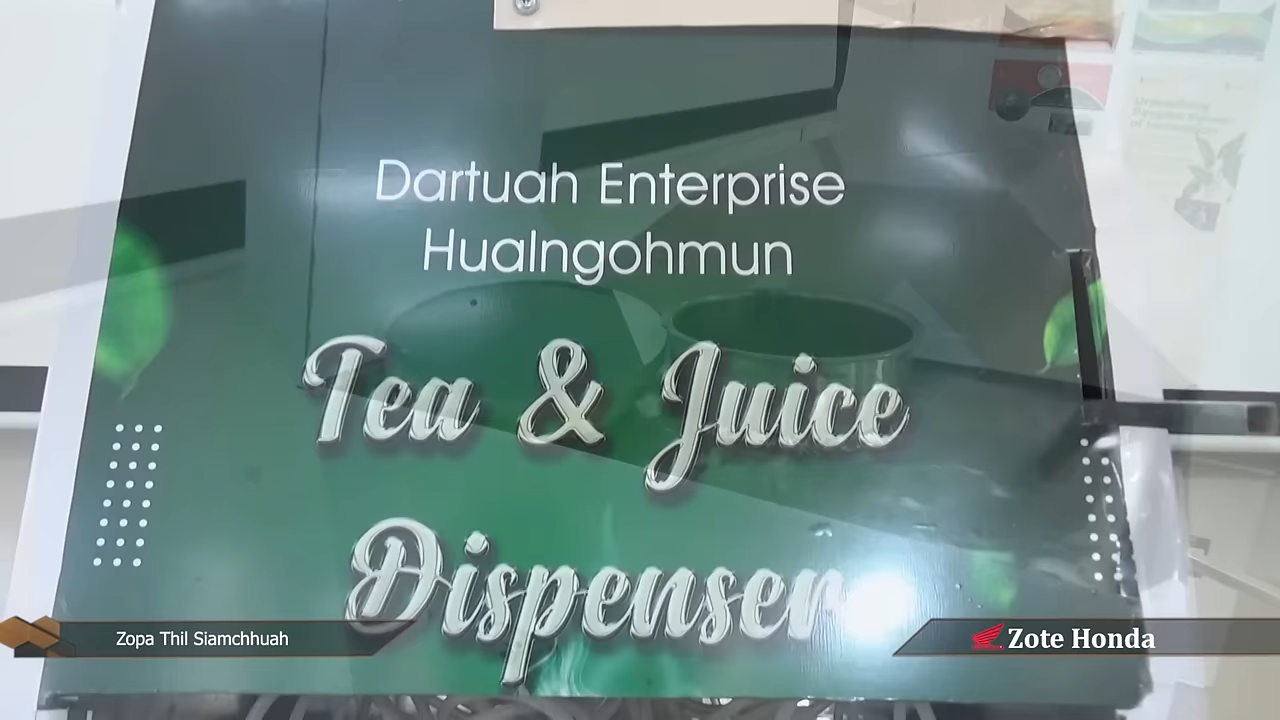 Dartuah Enterprise
Hualngohmun
Tea & Juice
Dispenser
Zopa Thil Siamchhuah
Zote Honda